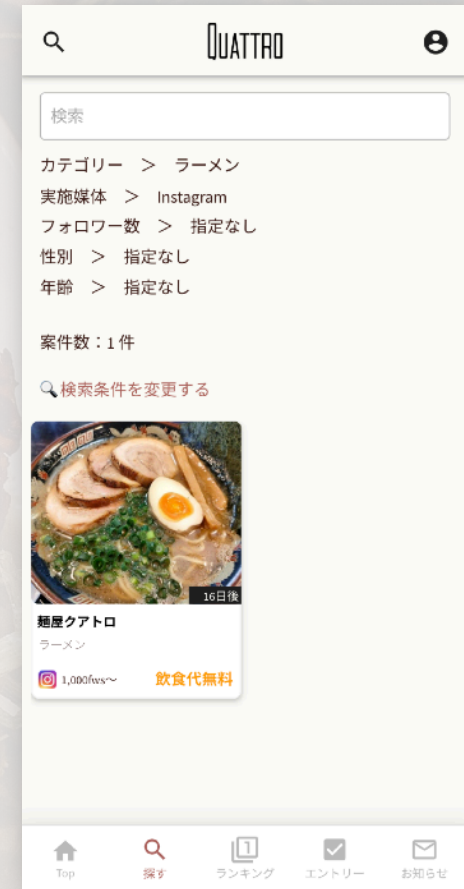 QUATTRO
検索
カテゴリー ＞ ラーメン
実施媒体 ＞ Instagram
フォロワー数 ＞ 指定なし
性別 ＞ 指定なし
年齢 ＞ 指定なし
案件数：1 件
検索条件を変更する
16日後
麺屋クアトロ
ラーメン
1,000fws〜 飲食代無料
1
Top 探す ランキング エントリー お知らせ